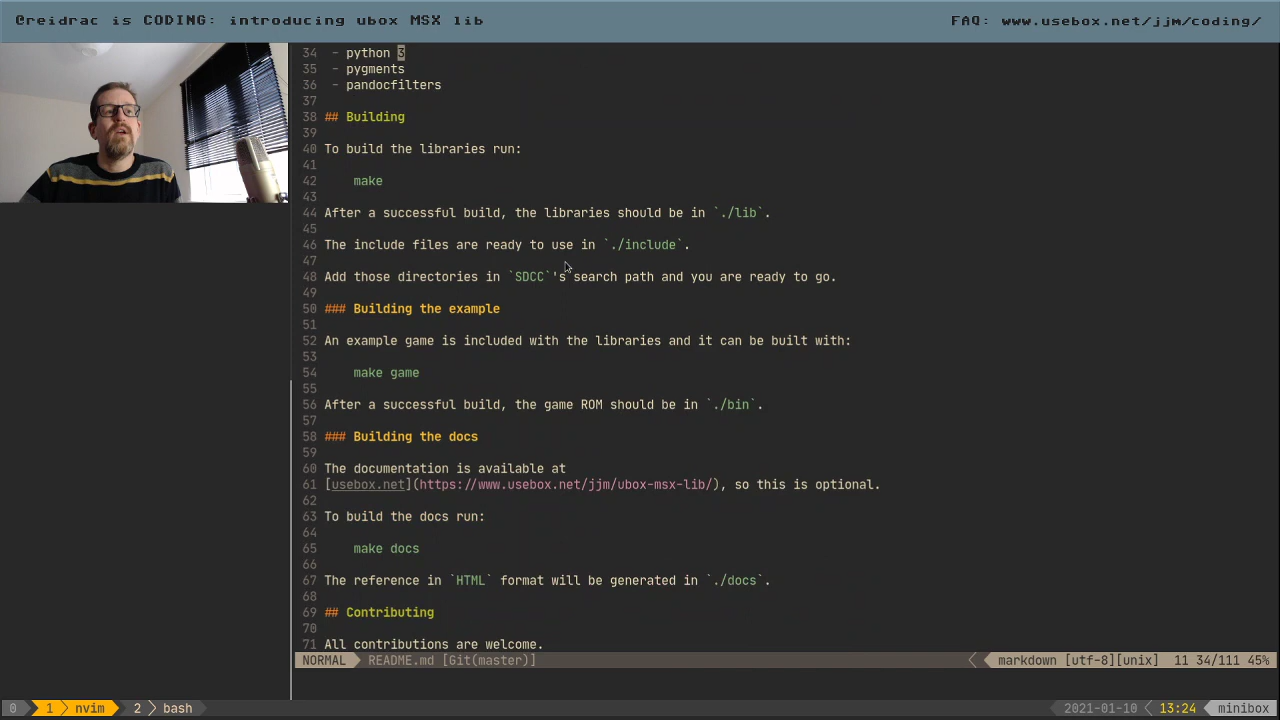 @reidrac is CODING: introducing ubox MSX lib
FAQ: www.usebox.net/jjm/coding/
34 - python 3
35 - pygments
36 - pandocfilters
37
38 ## Building
39
40 To build the libraries run:
41
42 make
43
44 After a successful build, the libraries should be in `./lib`.
45
46 The include files are ready to use in `./include`.
47
48 Add those directories in `SDCC`'s search path and you are ready to go.
49
50 ### Building the example
51
52 An example game is included with the libraries and it can be built with:
53
54 make game
55
56 After a successful build, the game ROM should be in `./bin`.
57
58 ### Building the docs
59
60 The documentation is available at
61 [usebox.net](https://www.usebox.net/jjm/ubox-msx-lib/), so this is optional.
62
63 To build the docs run:
64
65 make docs
66
67 The reference in `HTML` format will be generated in `./docs`.
68
69 ## Contributing
70
71 All contributions are welcome.
NORMAL README.md [Git(master)] markdown [utf-8][unix] 11 34/111 45%
0 1 nvim 2 bash 2021-01-10 13:24 minibox